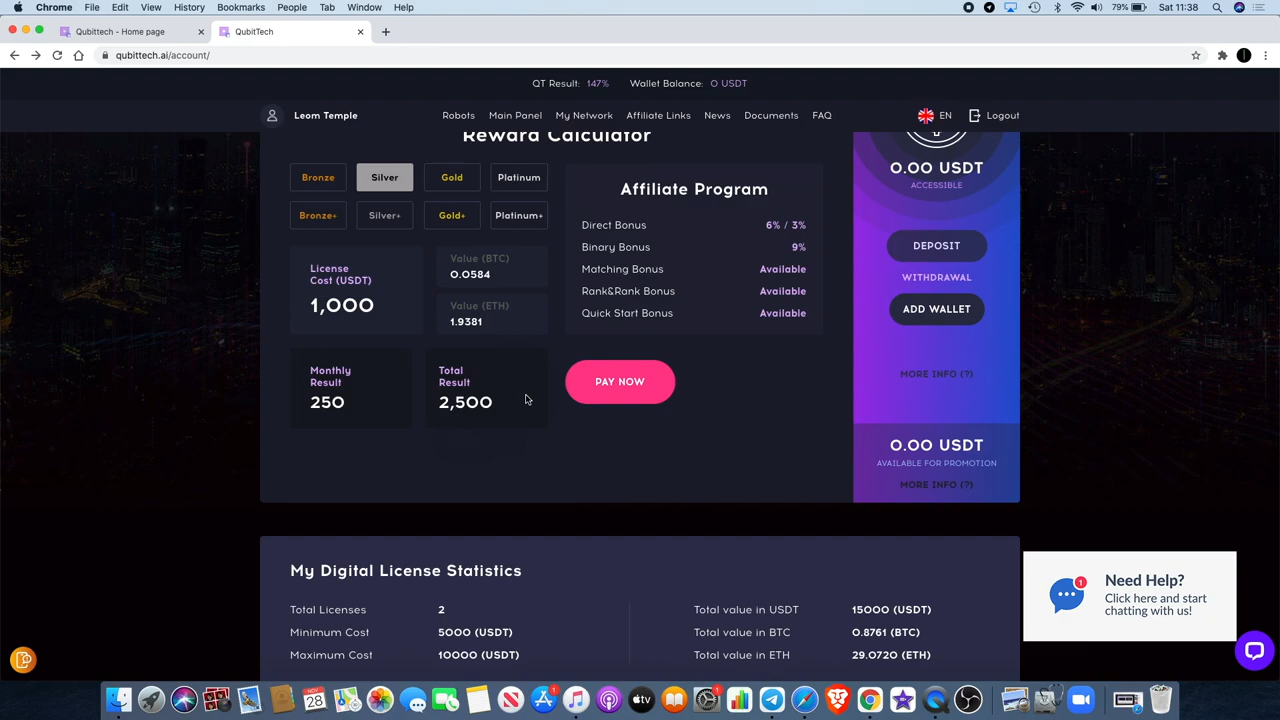 Chrome File Edit View History Bookmarks People Tab Window Help
79% Sat 11:38
Qubittech - Home page
QubitTech
qubittech.ai/account/
QT Result: 147% Wallet Balance: 0 USDT
Leom Temple
Robots Main Panel My Network Affiliate Links News Documents FAQ
EN Logout
Reward Calculator
Bronze Silver Gold Platinum
Bronze+ Silver+ Gold+ Platinum+
License
Cost (USDT)
1,000
Value (BTC)
0.0584
Value (ETH)
1.9381
Monthly
Result
250
Total
Result
2,500
Affiliate Program
Direct Bonus 6% / 3%
Binary Bonus 9%
Matching Bonus Available
Rank&Rank Bonus Available
Quick Start Bonus Available
PAY NOW
0.00 USDT
ACCESSIBLE
DEPOSIT
WITHDRAWAL
ADD WALLET
MORE INFO (?)
0.00 USDT
AVAILABLE FOR PROMOTION
MORE INFO (?)
My Digital License Statistics
Total Licenses 2
Minimum Cost 5000 (USDT)
Maximum Cost 10000 (USDT)
Total value in USDT 15000 (USDT)
Total value in BTC 0.8761 (BTC)
Total value in ETH 29.0720 (ETH)
1
Need Help?
Click here and start
chatting with us!
NOV
28
1
1
tv